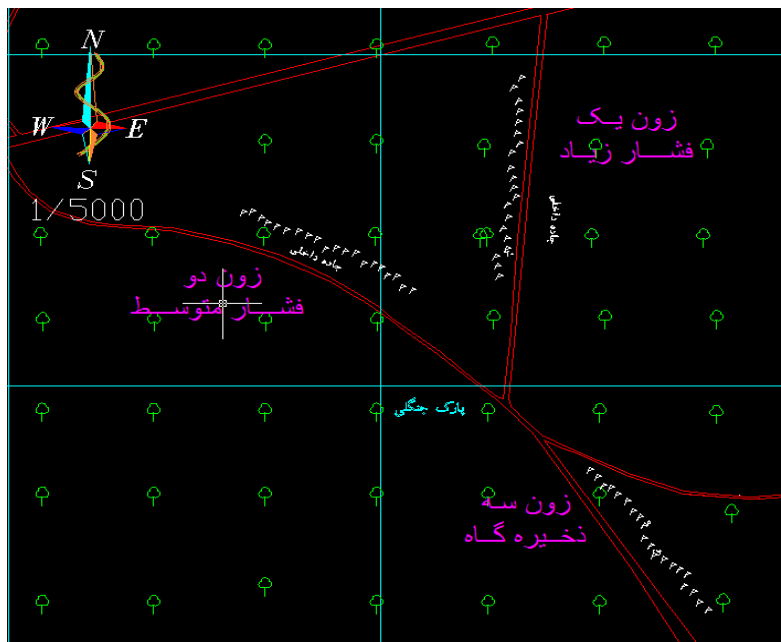 N
W E
S
1/5000
زون یک
فشار زیاد
جاده داخلی
جاده داخلی
زون دو
فشار متوسط
پارک جنگلی
زون سه
ذخیره گاه